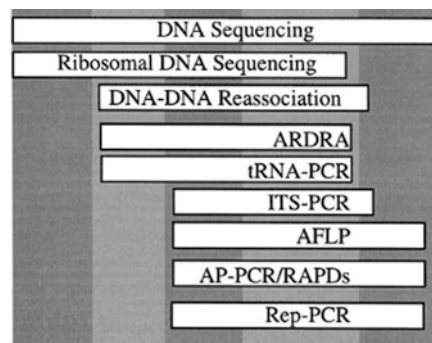 DNA Sequencing
Ribosomal DNA Sequencing
DNA-DNA Reassociation
ARDRA
tRNA-PCR
ITS-PCR
AFLP
AP-PCR/RAPDs
Rep-PCR